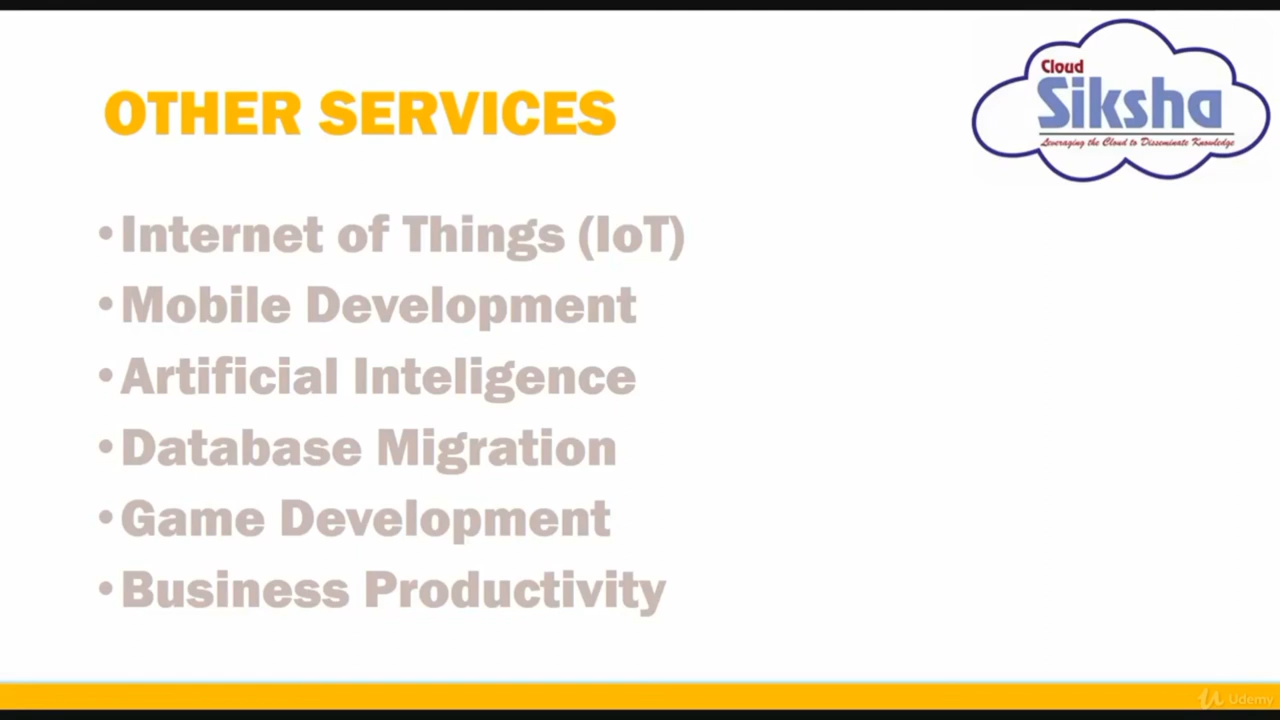 Cloud
Siksha
Leveraging the Cloud to Disseminate Knowledge
OTHER SERVICES
•Internet of Things (IoT)
•Mobile Development
•Artificial Inteligence
•Database Migration
•Game Development
•Business Productivity
Udemy